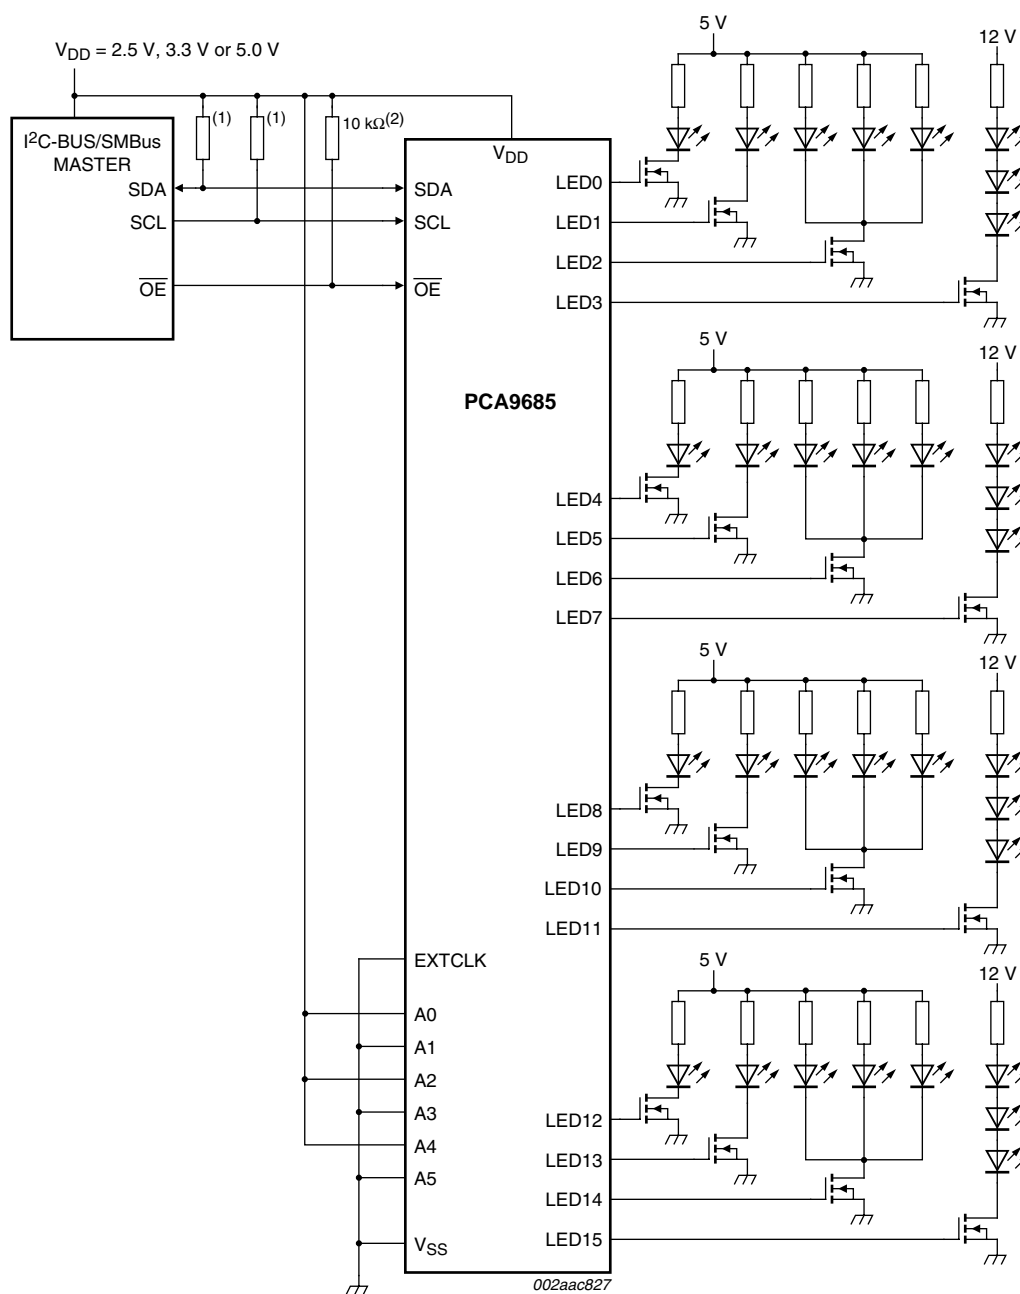 V_DD = 2.5 V, 3.3 V or 5.0 V
I²C-BUS/SMBus
MASTER
SDA
SCL
OE
(1)
(1)
10 kΩ(2)
V_DD
SDA
SCL
OE
PCA9685
EXTCLK
A0
A1
A2
A3
A4
A5
V_SS
LED0
LED1
LED2
LED3
LED4
LED5
LED6
LED7
LED8
LED9
LED10
LED11
LED12
LED13
LED14
LED15
5 V
12 V
5 V
12 V
5 V
12 V
5 V
12 V
002aac827